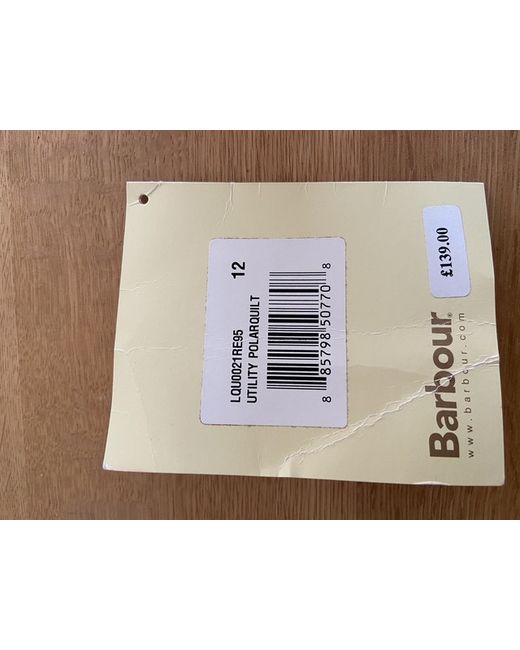 £139.00
LQU0021RE95 12
UTILITY POLARQUILT
8 85798 50770 8
Barbour®
www.barbour.com